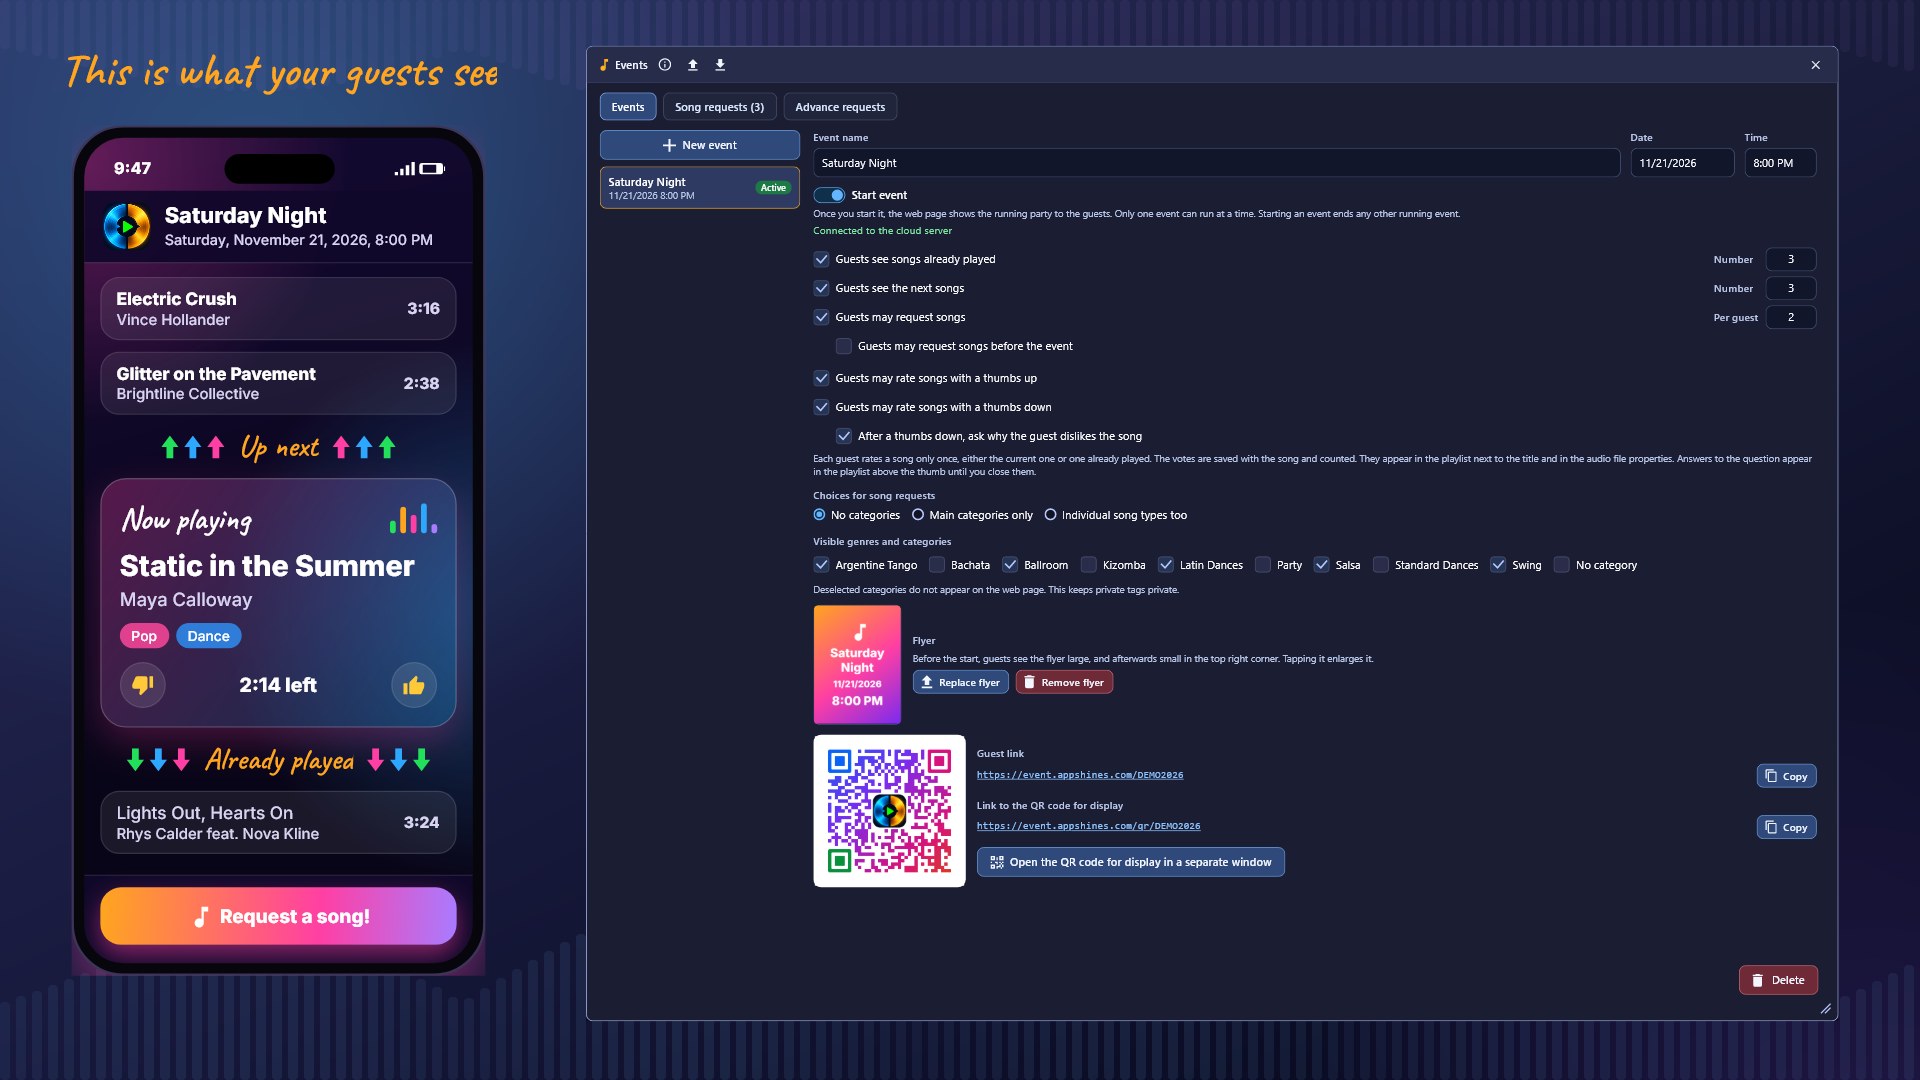 This is what your guests see
9:47
Saturday Night
Saturday, November 21, 2026, 8:00 PM
Electric Crush
Vince Hollander
3:16
Glitter on the Pavement
Brightline Collective
2:38
Up next
Now playing
Static in the Summer
Maya Calloway
Pop
Dance
2:14 left
Already played
Lights Out, Hearts On
Rhys Calder feat. Nova Kline
3:24
Request a song!
Events
Events
Song requests (3)
Advance requests
New event
Saturday Night
11/21/2026 8:00 PM
Active
Event name
Date
Time
Saturday Night
11/21/2026
8:00 PM
Start event
Once you start it, the web page shows the running party to the guests. Only one event can run at a time. Starting an event ends any other running event.
Connected to the cloud server
Guests see songs already played
Number
3
Guests see the next songs
Number
3
Guests may request songs
Per guest
2
Guests may request songs before the event
Guests may rate songs with a thumbs up
Guests may rate songs with a thumbs down
After a thumbs down, ask why the guest dislikes the song
Each guest rates a song only once, either the current one or one already played. The votes are saved with the song and counted. They appear in the playlist next to the title and in the audio file properties. Answers to the question appear
in the playlist above the thumb until you close them.
Choices for song requests
No categories
Main categories only
Individual song types too
Visible genres and categories
Argentine Tango
Bachata
Ballroom
Kizomba
Latin Dances
Party
Salsa
Standard Dances
Swing
No category
Deselected categories do not appear on the web page. This keeps private tags private.
Saturday
Night
11/21/2026
8:00 PM
Flyer
Before the start, guests see the flyer large, and afterwards small in the top right corner. Tapping it enlarges it.
Replace flyer
Remove flyer
Guest link
https://event.appshines.com/DEMO2026
Copy
Link to the QR code for display
https://event.appshines.com/qr/DEMO2026
Copy
Open the QR code for display in a separate window
Delete